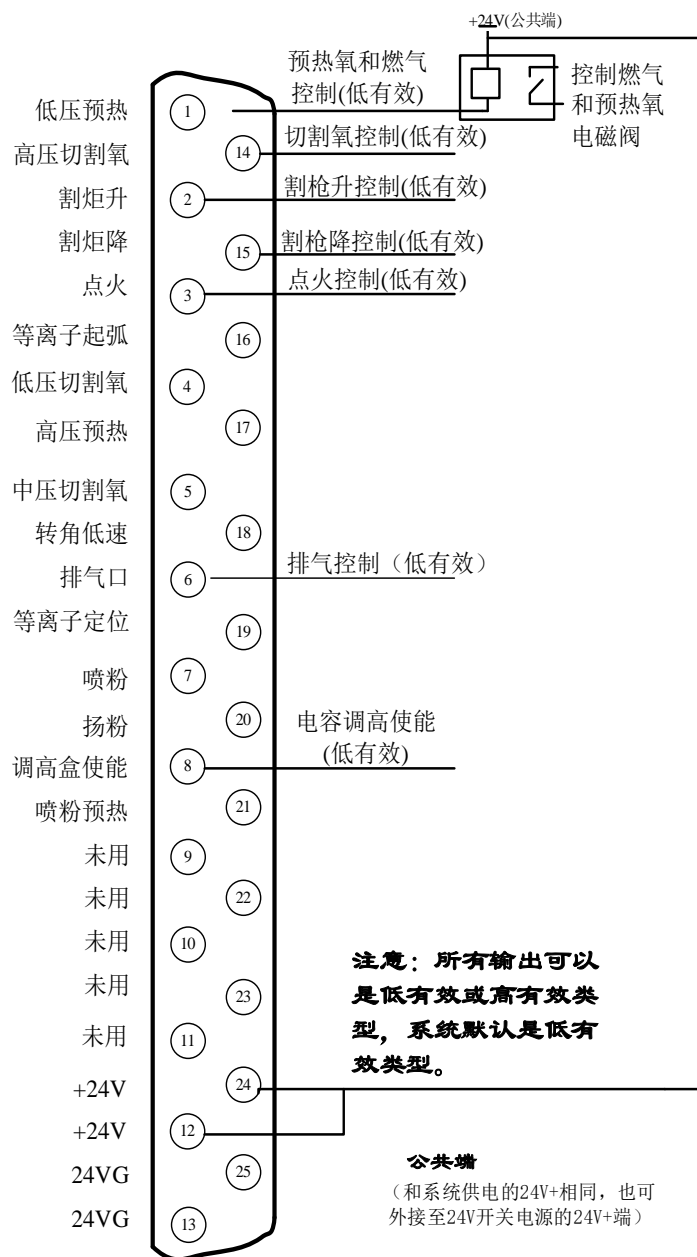 +24V(公共端)
预热氧和燃气
控制(低有效)
控制燃气
和预热氧
电磁阀
低压预热 1
高压切割氧 14 切割氧控制(低有效)
割炬升 2 割枪升控制(低有效)
割炬降 15 割枪降控制(低有效)
点火 3 点火控制(低有效)
等离子起弧 16
低压切割氧 4
高压预热 17
中压切割氧 5
转角低速 18
排气口 6 排气控制（低有效）
等离子定位 19
喷粉 7
扬粉 20
电容调高使能
(低有效)
调高盒使能 8
喷粉预热 21
未用 9
未用 22
未用 10
未用 23
未用 11
注意：所有输出可以
是低有效或高有效类
型，系统默认是低有
效类型。
+24V 24
+24V 12
24VG 25
24VG 13
公共端
（和系统供电的24V+相同，也可
外接至24V开关电源的24V+端）